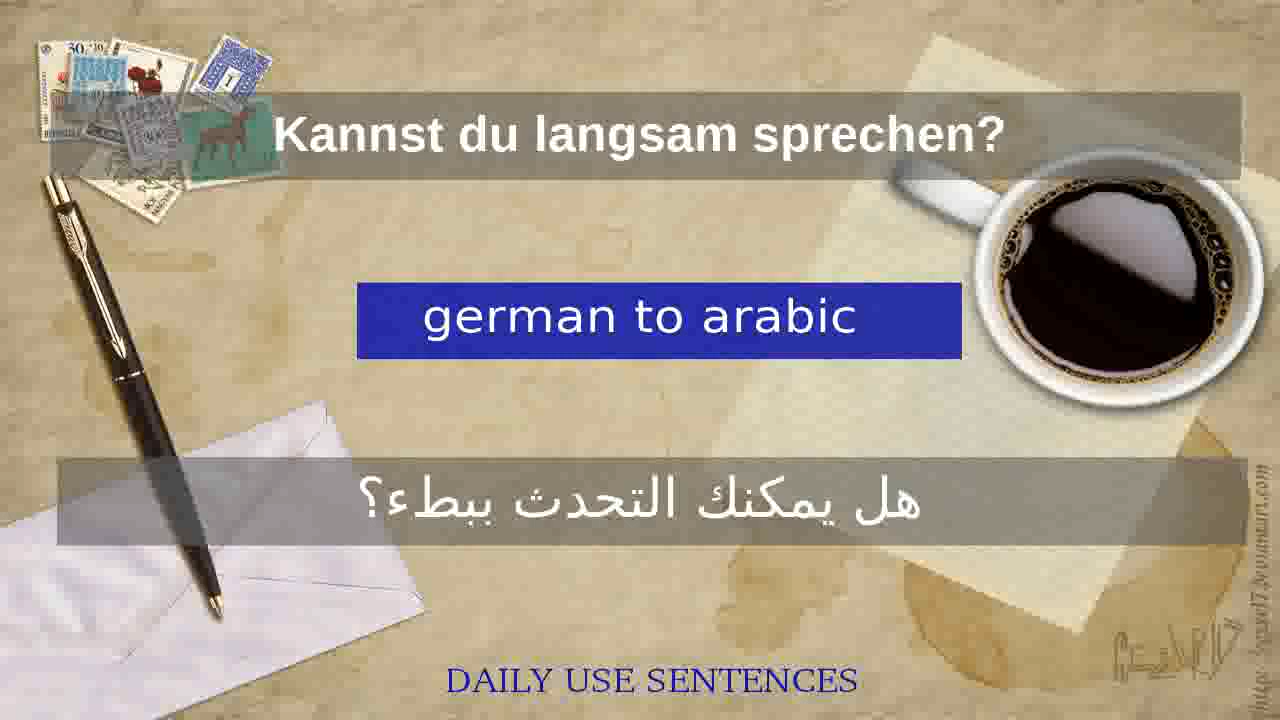 Kannst du langsam sprechen?
german to arabic
هل يمكنك التحدث ببطء؟
DAILY USE SENTENCES